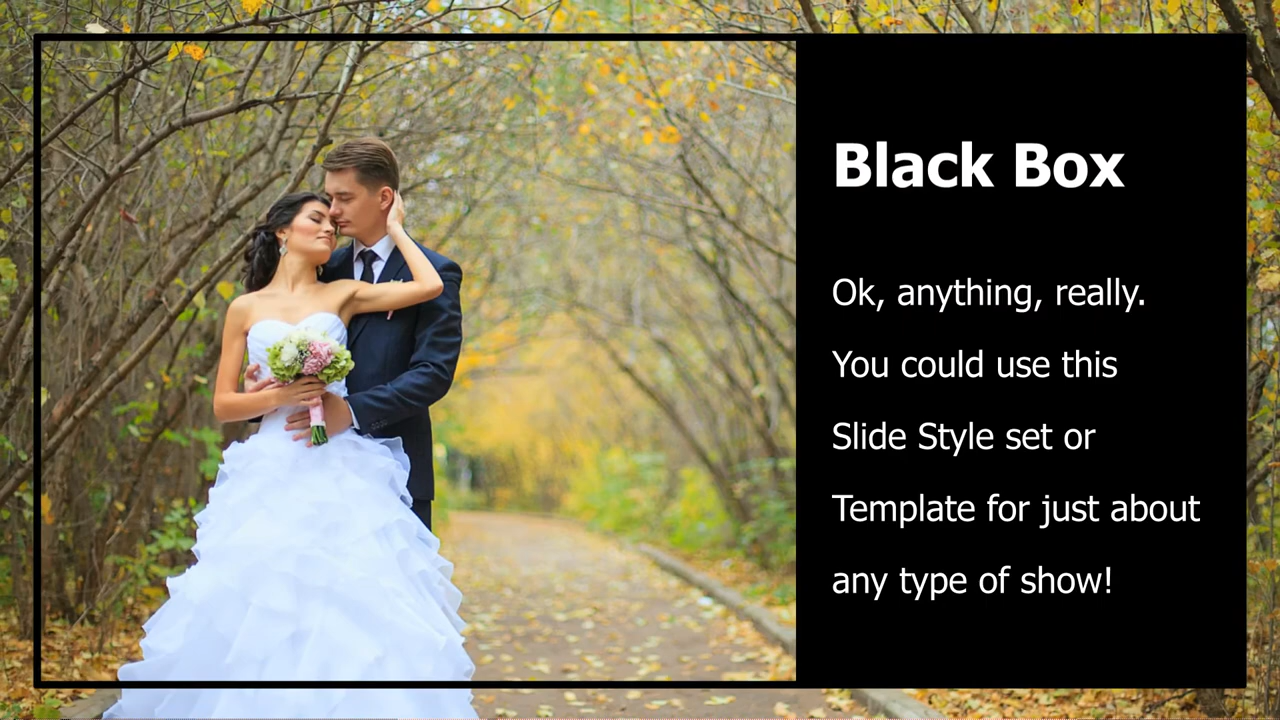 Black Box
Ok, anything, really.
You could use this
Slide Style set or
Template for just about
any type of show!